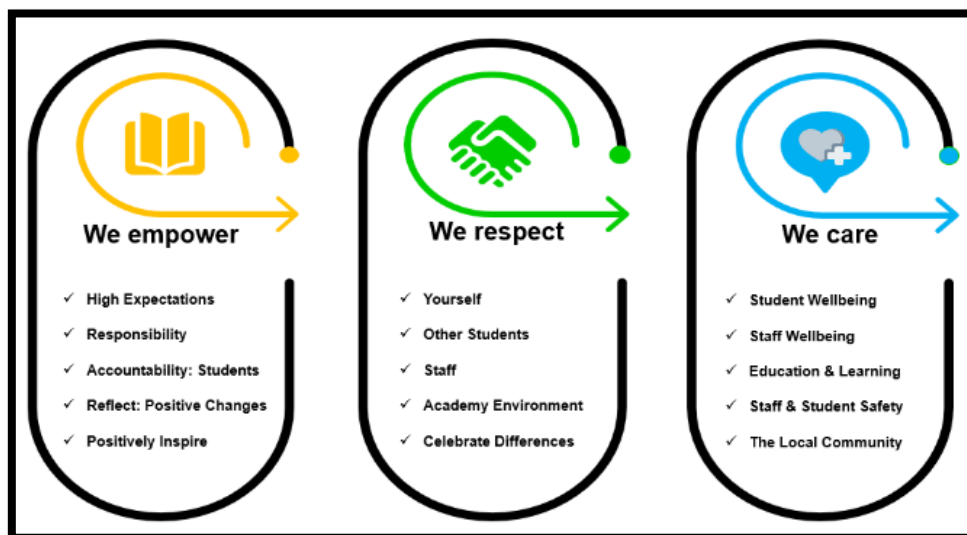 We empower
✓ High Expectations
✓ Responsibility
✓ Accountability: Students
✓ Reflect: Positive Changes
✓ Positively Inspire
We respect
✓ Yourself
✓ Other Students
✓ Staff
✓ Academy Environment
✓ Celebrate Differences
We care
✓ Student Wellbeing
✓ Staff Wellbeing
✓ Education & Learning
✓ Staff & Student Safety
✓ The Local Community